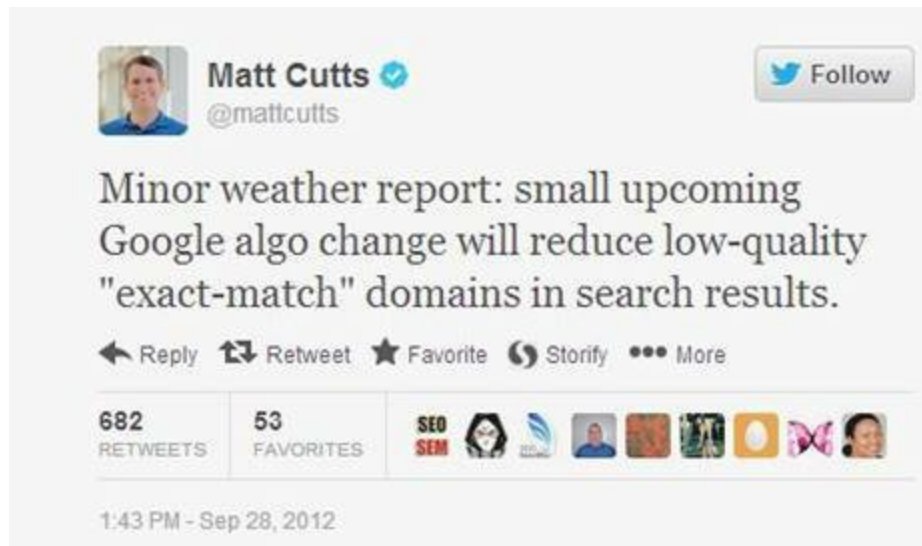 Matt Cutts
@mattcutts
Follow
Minor weather report: small upcoming
Google algo change will reduce low-quality
"exact-match" domains in search results.
Reply Retweet Favorite Storify More
682 53
RETWEETS FAVORITES
SEO
SEM
1:43 PM - Sep 28, 2012